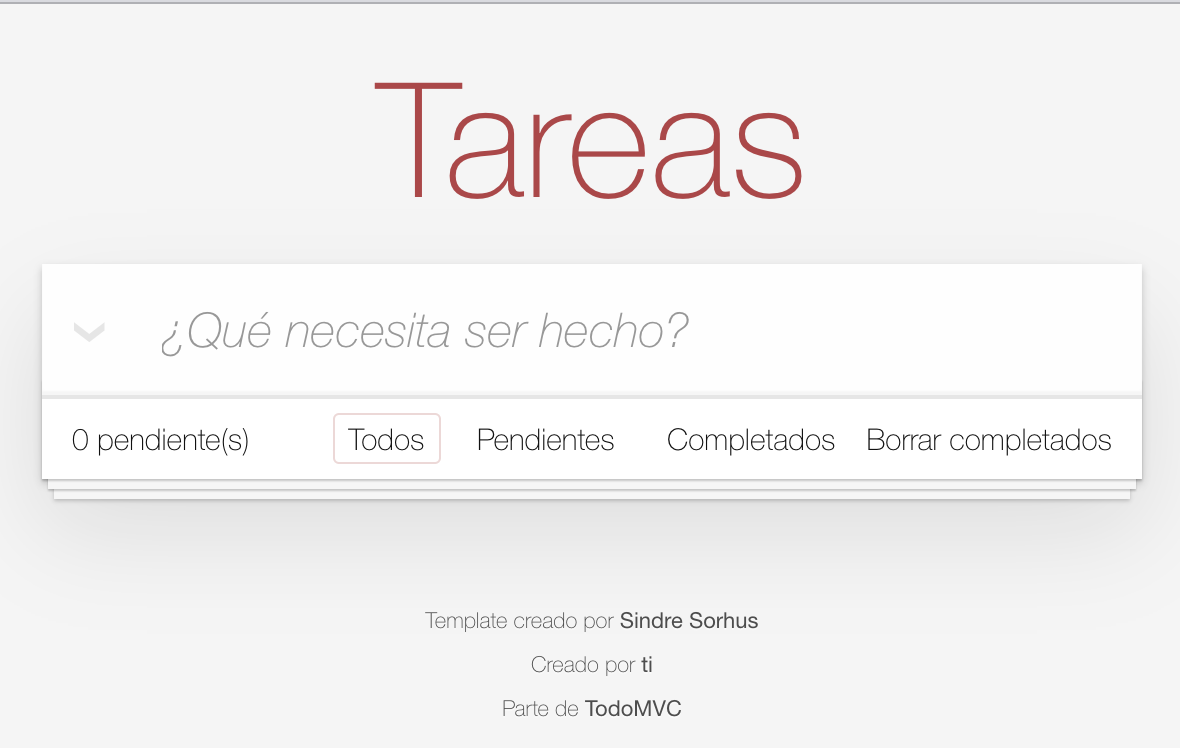 Tareas
¿Qué necesita ser hecho?
0 pendiente(s) Todos Pendientes Completados Borrar completados
Template creado por Sindre Sorhus
Creado por ti
Parte de TodoMVC